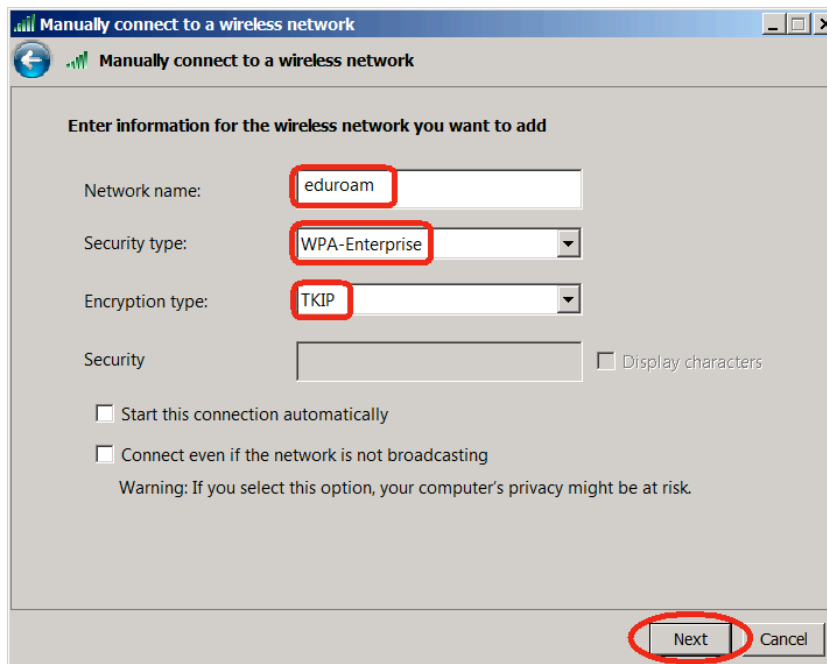 Manually connect to a wireless network
Manually connect to a wireless network
Enter information for the wireless network you want to add
Network name: eduroam
Security type: WPA-Enterprise
Encryption type: TKIP
Security Display characters
Start this connection automatically
Connect even if the network is not broadcasting
Warning: If you select this option, your computer's privacy might be at risk.
Next Cancel